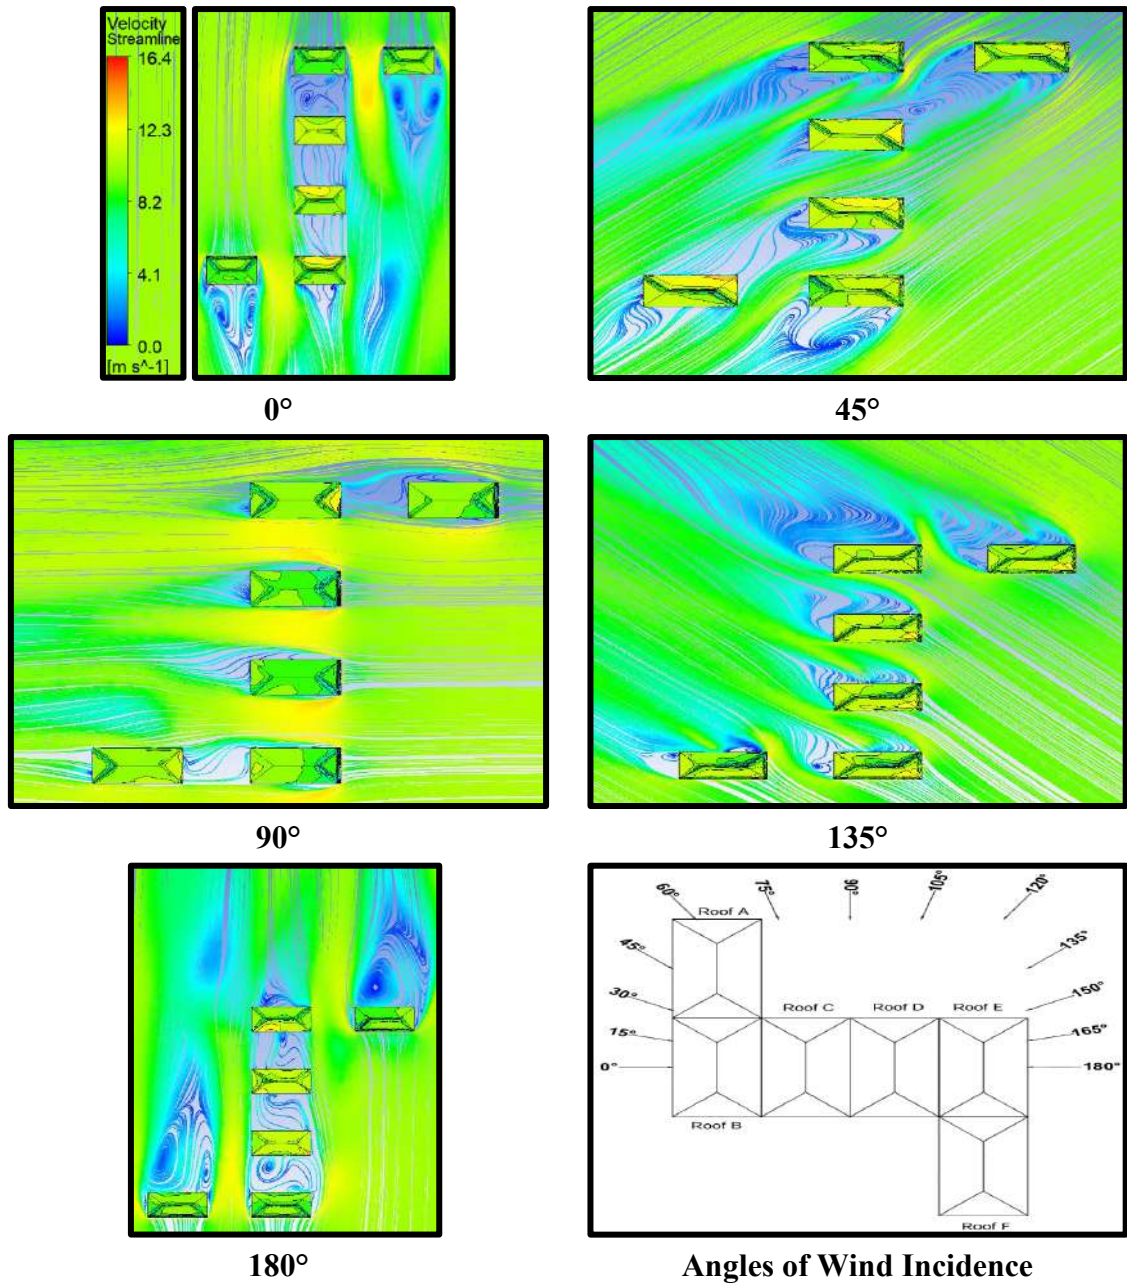 Velocity
Streamline
16.4
12.3
8.2
4.1
0.0
[m s^-1]
0°
45°
90°
135°
180°
60°
75°
90°
105°
120°
Roof A
45°
135°
30°
150°
Roof C
Roof D
Roof E
15°
165°
0°
180°
Roof B
Roof F
Angles of Wind Incidence